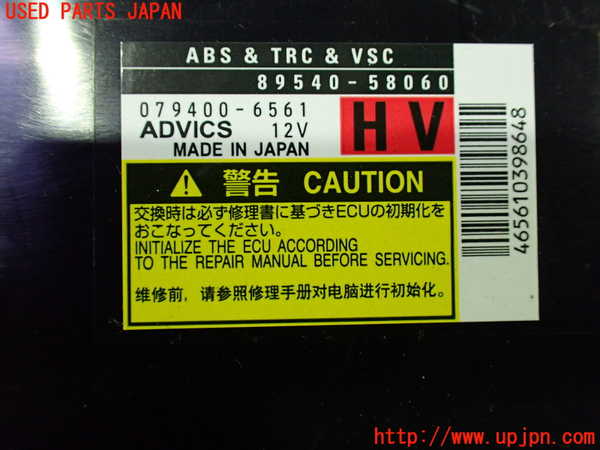 USED PARTS JAPAN
ABS & TRC & VSC
89540-58060
079400-6561
ADVICS 12V
MADE IN JAPAN
HV
警告 CAUTION
交換時は必ず修理書に基づきECUの初期化を
おこなってください。
INITIALIZE THE ECU ACCORDING
TO THE REPAIR MANUAL BEFORE SERVICING.
维修前，请参照修理手册对电脑进行初始化。
465610398648
http://www.upjpn.com/